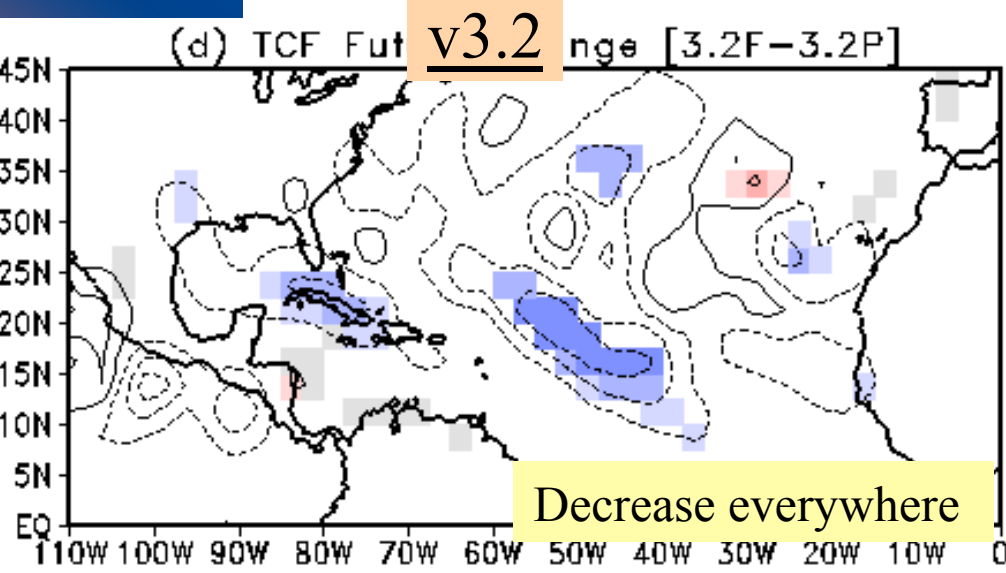 (d) TCF Fut v3.2 nge [3.2F-3.2P]
45N
40N
35N
30N
25N
20N
15N
10N
5N
EQ
Decrease everywhere
110W 100W 90W 80W 70W 60W 50W 40W 30W 20W 10W 0